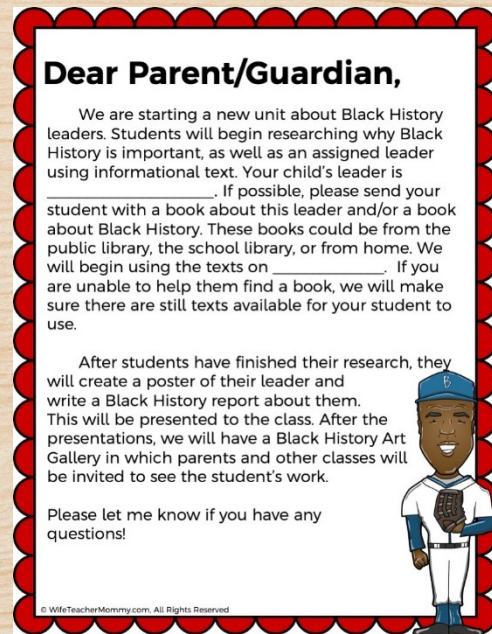 Dear Parent/Guardian,
We are starting a new unit about Black History
leaders. Students will begin researching why Black
History is important, as well as an assigned leader
using informational text. Your child's leader is
____________________. If possible, please send your
student with a book about this leader and/or a book
about Black History. These books could be from the
public library, the school library, or from home. We
will begin using the texts on ______________. If you
are unable to help them find a book, we will make
sure there are still texts available for your student to
use.
After students have finished their research, they
will create a poster of their leader and
write a Black History report about them.
This will be presented to the class. After the
presentations, we will have a Black History Art
Gallery in which parents and other classes will
be invited to see the student's work.
Please let me know if you have any
questions!
B
© WifeTeacherMommy.com, All Rights Reserved